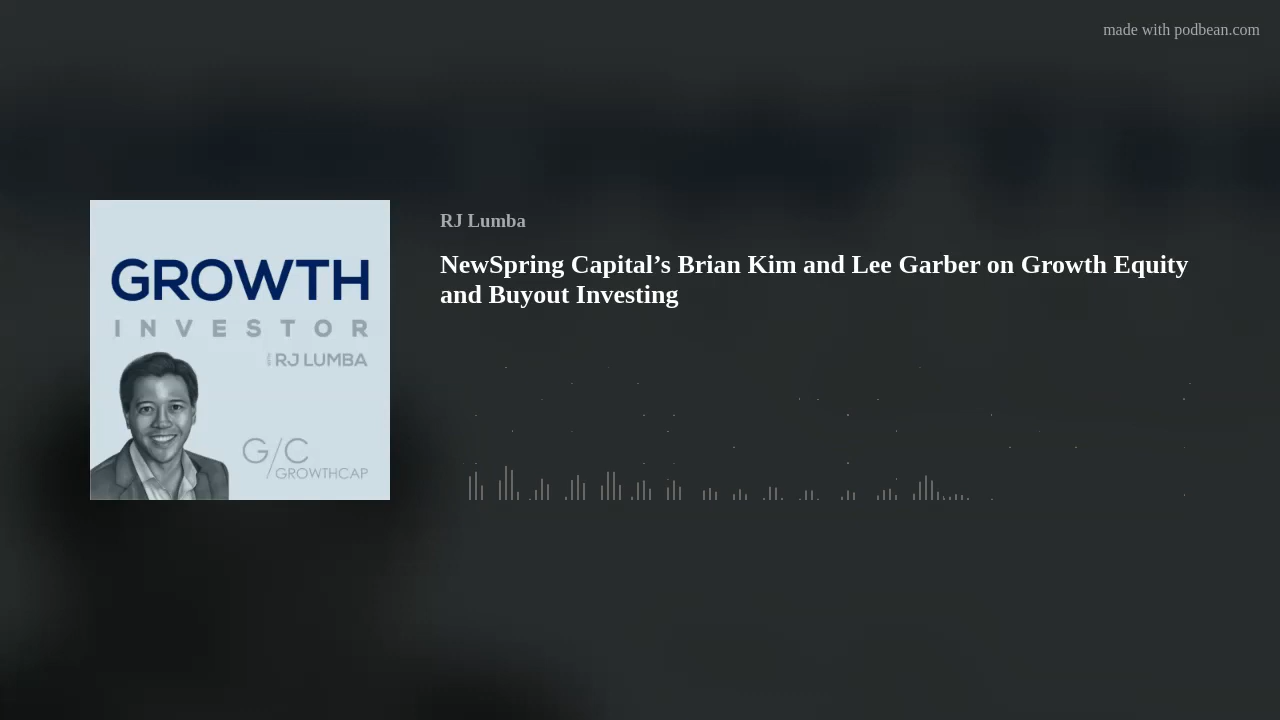 made with podbean.com
GROWTH
INVESTOR
RJ LUMBA
G/C
GROWTHCAP
RJ Lumba
NewSpring Capital’s Brian Kim and Lee Garber on Growth Equity
and Buyout Investing